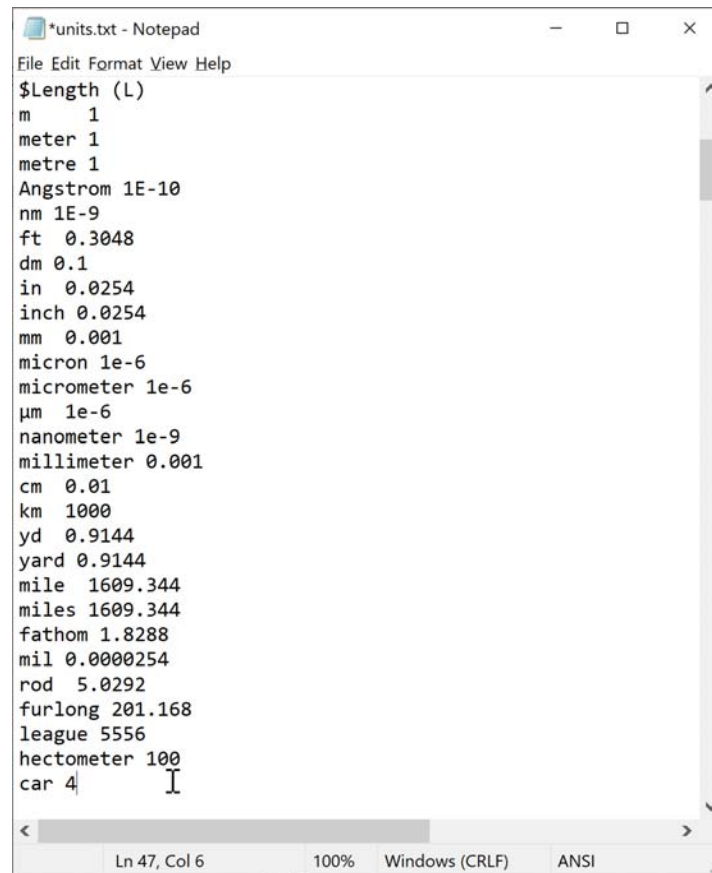 *units.txt - Notepad
File Edit Format View Help
$Length (L)
m     1
meter 1
metre 1
Angstrom 1E-10
nm 1E-9
ft  0.3048
dm 0.1
in  0.0254
inch 0.0254
mm  0.001
micron 1e-6
micrometer 1e-6
µm  1e-6
nanometer 1e-9
millimeter 0.001
cm  0.01
km  1000
yd  0.9144
yard 0.9144
mile  1609.344
miles 1609.344
fathom 1.8288
mil 0.0000254
rod  5.0292
furlong 201.168
league 5556
hectometer 100
car 4
Ln 47, Col 6 100% Windows (CRLF) ANSI